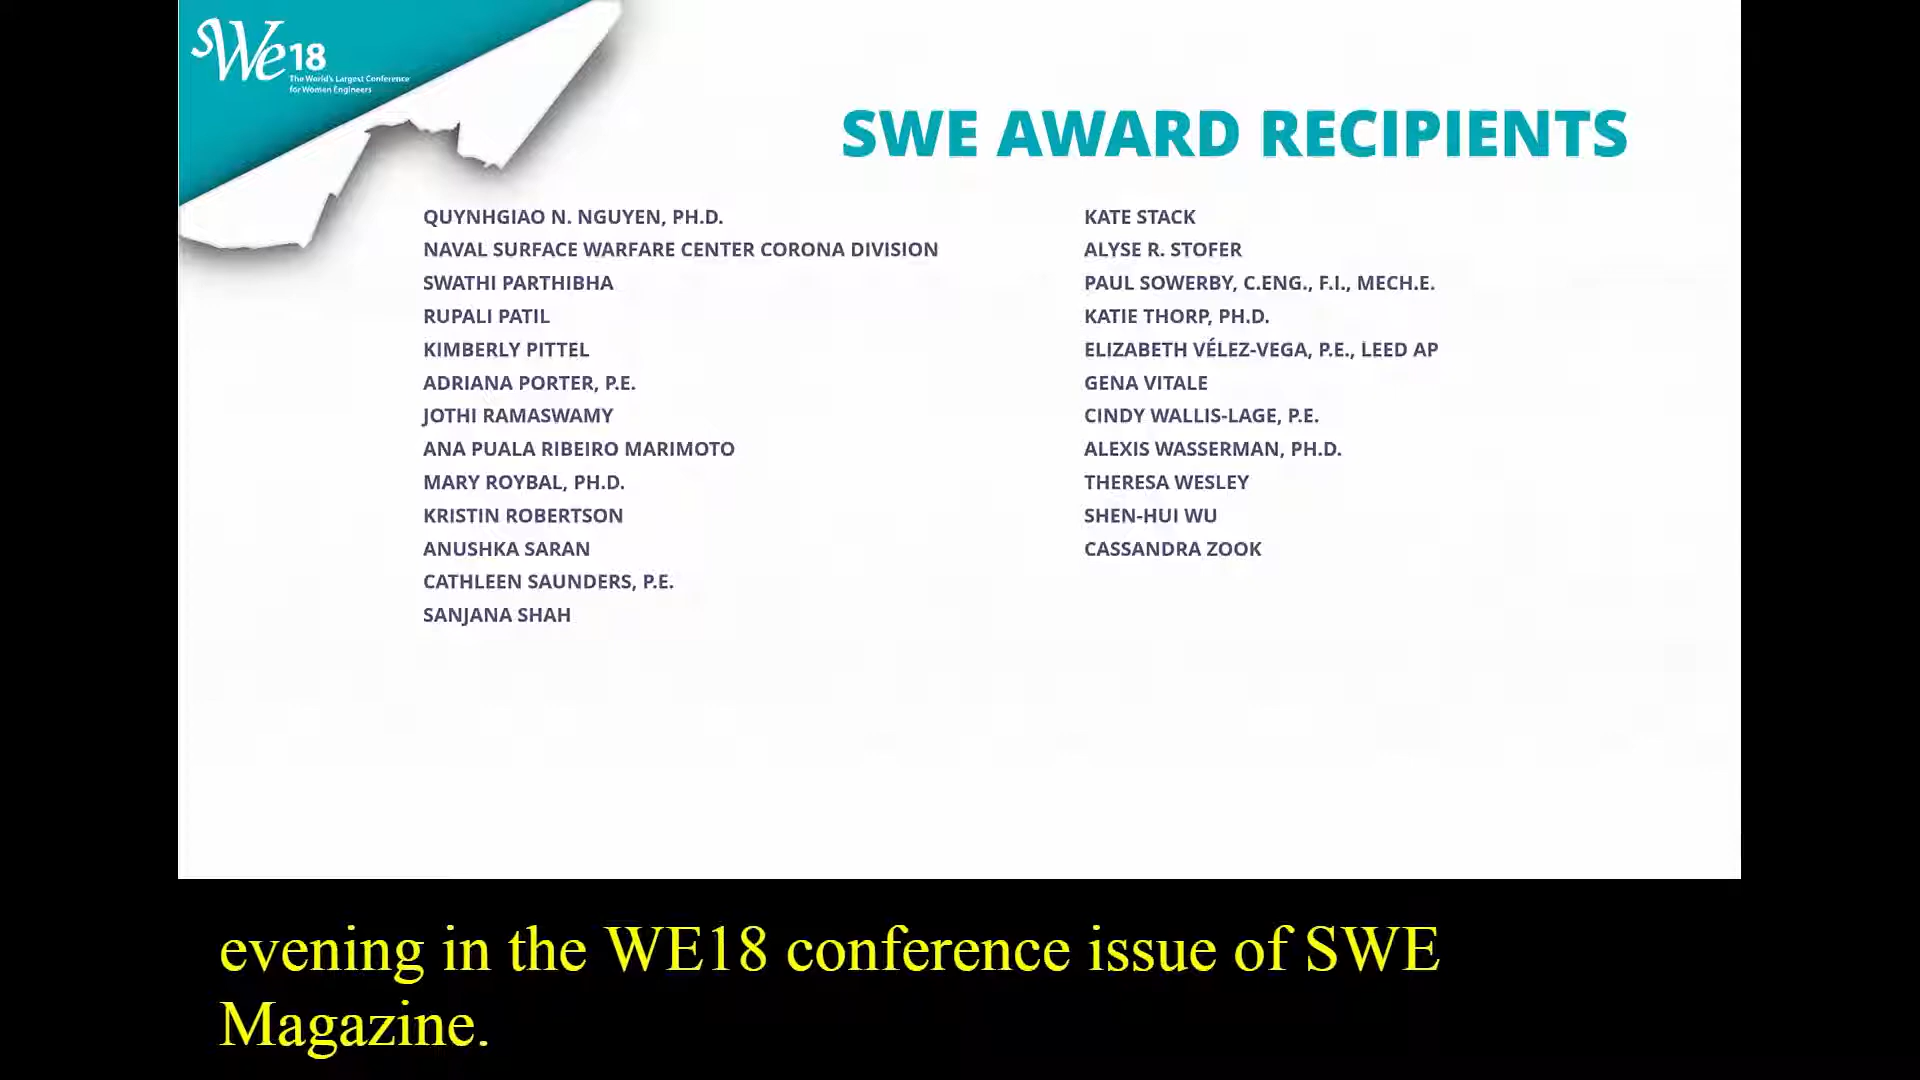 SWe18
The World's Largest Conference
for Women Engineers
SWE AWARD RECIPIENTS
QUYNHGIAO N. NGUYEN, PH.D.
NAVAL SURFACE WARFARE CENTER CORONA DIVISION
SWATHI PARTHIBHA
RUPALI PATIL
KIMBERLY PITTEL
ADRIANA PORTER, P.E.
JOTHI RAMASWAMY
ANA PUALA RIBEIRO MARIMOTO
MARY ROYBAL, PH.D.
KRISTIN ROBERTSON
ANUSHKA SARAN
CATHLEEN SAUNDERS, P.E.
SANJANA SHAH
KATE STACK
ALYSE R. STOFER
PAUL SOWERBY, C.ENG., F.I., MECH.E.
KATIE THORP, PH.D.
ELIZABETH VÉLEZ-VEGA, P.E., LEED AP
GENA VITALE
CINDY WALLIS-LAGE, P.E.
ALEXIS WASSERMAN, PH.D.
THERESA WESLEY
SHEN-HUI WU
CASSANDRA ZOOK
evening in the WE18 conference issue of SWE
Magazine.